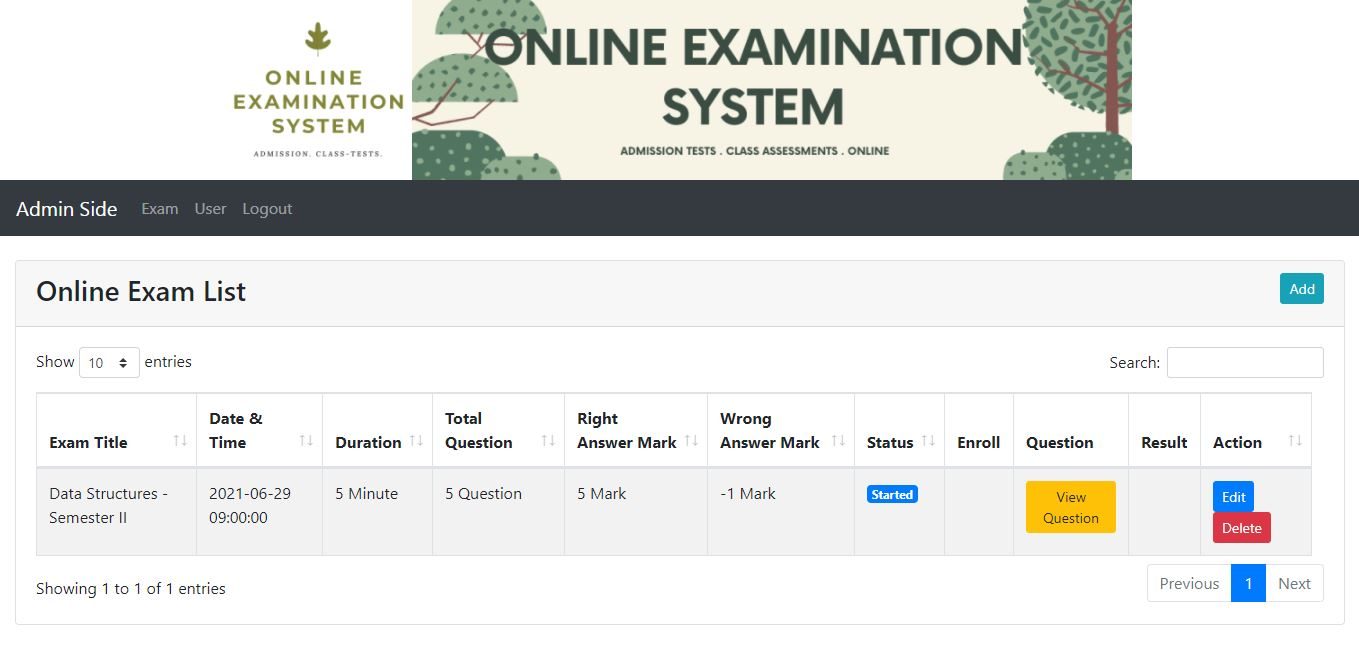 ONLINE
EXAMINATION
SYSTEM
ADMISSION. CLASS-TESTS.
ONLINE EXAMINATION
SYSTEM
ADMISSION TESTS . CLASS ASSESSMENTS . ONLINE
Admin Side Exam User Logout
Online Exam List Add
Show 10 entries Search:
Exam Title Date & Time Duration Total Question Right Answer Mark Wrong Answer Mark Status Enroll Question Result Action
Data Structures - Semester II 2021-06-29 09:00:00 5 Minute 5 Question 5 Mark -1 Mark Started View Question Edit Delete
Showing 1 to 1 of 1 entries Previous 1 Next